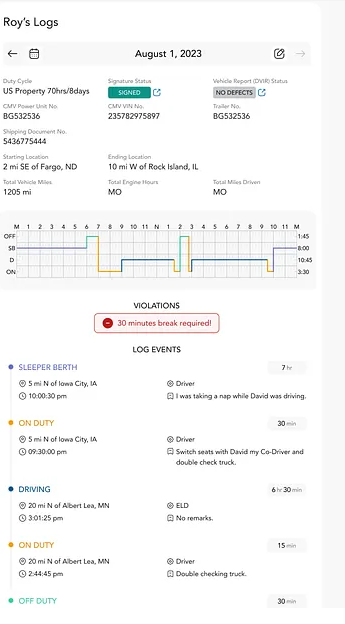 Roy's Logs
August 1, 2023
Duty Cycle Signature Status Vehicle Report (DVIR) Status
US Property 70hrs/8days SIGNED NO DEFECTS
CMV Power Unit No. CMV VIN No. Trailer No.
BG532536 235782975897 BG532536
Shipping Document No.
5436775444
Starting Location Ending Location
2 mi SE of Fargo, ND 10 mi W of Rock Island, IL
Total Vehicle Miles Total Engine Hours Total Miles Driven
1205 mi MO MO
M 1 2 3 4 5 6 7 8 9 10 11 N 1 2 3 4 5 6 7 8 9 10 11 M
OFF 1:45
SB 8:00
D 10:45
ON 3:30
VIOLATIONS
30 minutes break required!
LOG EVENTS
SLEEPER BERTH 7 hr
5 mi N of Iowa City, IA Driver
10:00:30 pm I was taking a nap while David was driving.
ON DUTY 30 min
5 mi N of Iowa City, IA Driver
09:30:00 pm Switch seats with David my Co-Driver and
double check truck.
DRIVING 6 hr 30 min
20 mi N of Albert Lea, MN ELD
3:01:25 pm No remarks.
ON DUTY 15 min
20 mi N of Albert Lea, MN Driver
2:44:45 pm Double checking truck.
OFF DUTY 30 min